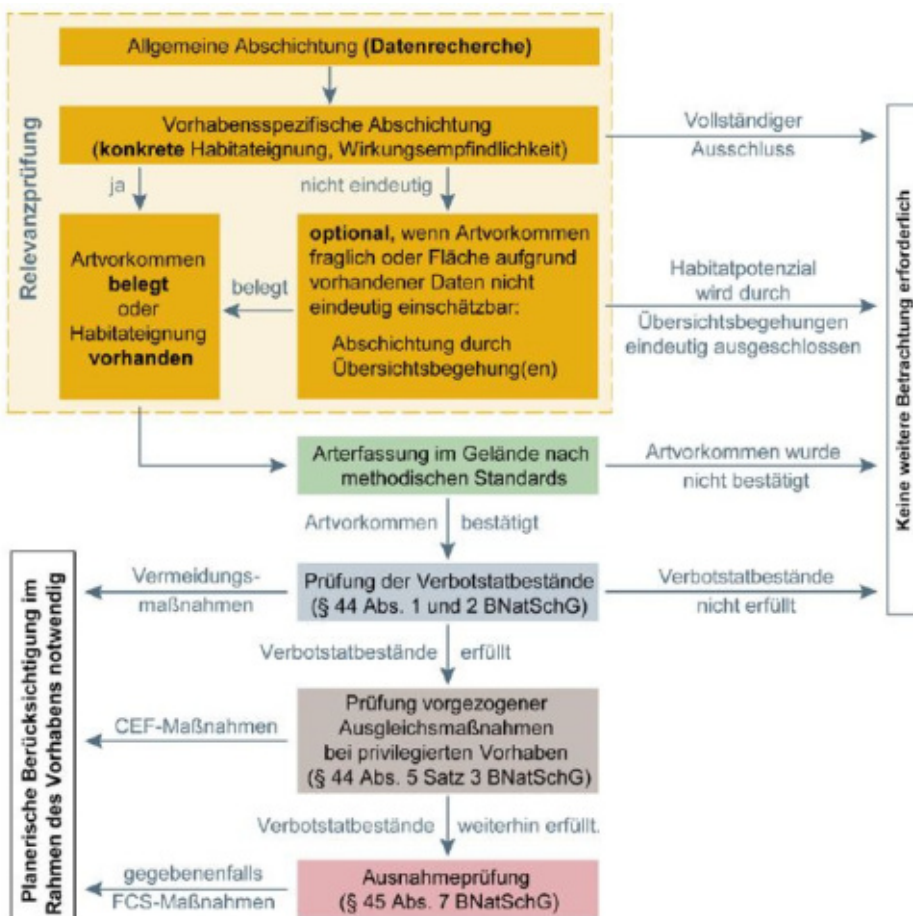 Relevanzprüfung
Allgemeine Abschichtung (Datenrecherche)
Vorhabensspezifische Abschichtung
(konkrete Habitateignung, Wirkungsempfindlichkeit)
Vollständiger
Ausschluss
ja
nicht eindeutig
Artvorkommen
belegt
oder
Habitateignung
vorhanden
belegt
optional, wenn Artvorkommen
fraglich oder Fläche aufgrund
vorhandener Daten nicht
eindeutig einschätzbar:
Abschichtung durch
Übersichtsbegehung(en)
Habitatpotenzial
wird durch
Übersichtsbegehungen
eindeutig ausgeschlossen
Keine weitere Betrachtung erforderlich
Arterfassung im Gelände nach
methodischen Standards
Artvorkommen wurde
nicht bestätigt
Artvorkommen bestätigt
Planerische Berücksichtigung im
Rahmen des Vorhabens notwendig
Vermeidungs-
maßnahmen
Prüfung der Verbotstatbestände
(§ 44 Abs. 1 und 2 BNatSchG)
Verbotstatbestände
nicht erfüllt
Verbotstatbestände erfüllt
CEF-Maßnahmen
Prüfung vorgezogener
Ausgleichsmaßnahmen
bei privilegierten Vorhaben
(§ 44 Abs. 5 Satz 3 BNatSchG)
Verbotstatbestände weiterhin erfüllt.
gegebenenfalls
FCS-Maßnahmen
Ausnahmeprüfung
(§ 45 Abs. 7 BNatSchG)